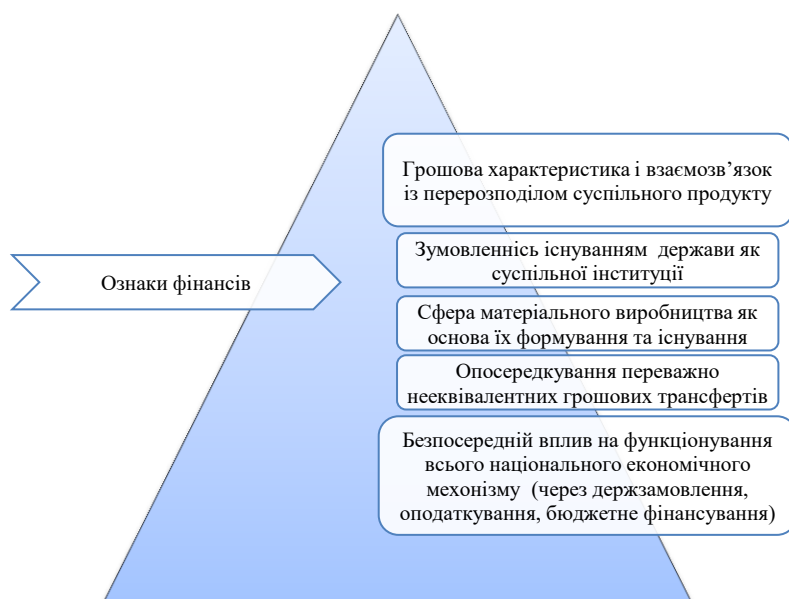 Грошова характеристика і взаємозв’язок
із перерозподілом суспільного продукту
Зумовленнісь існуванням держави як
суспільної інституції
Ознаки фінансів
Сфера матеріального виробництва як
основа їх формування та існування
Опосередкування переважно
нееквівалентних грошових трансфертів
Безпосередній вплив на функціонування
всього національного економічного
мехонізму (через держзамовлення,
оподаткування, бюджетне фінансування)